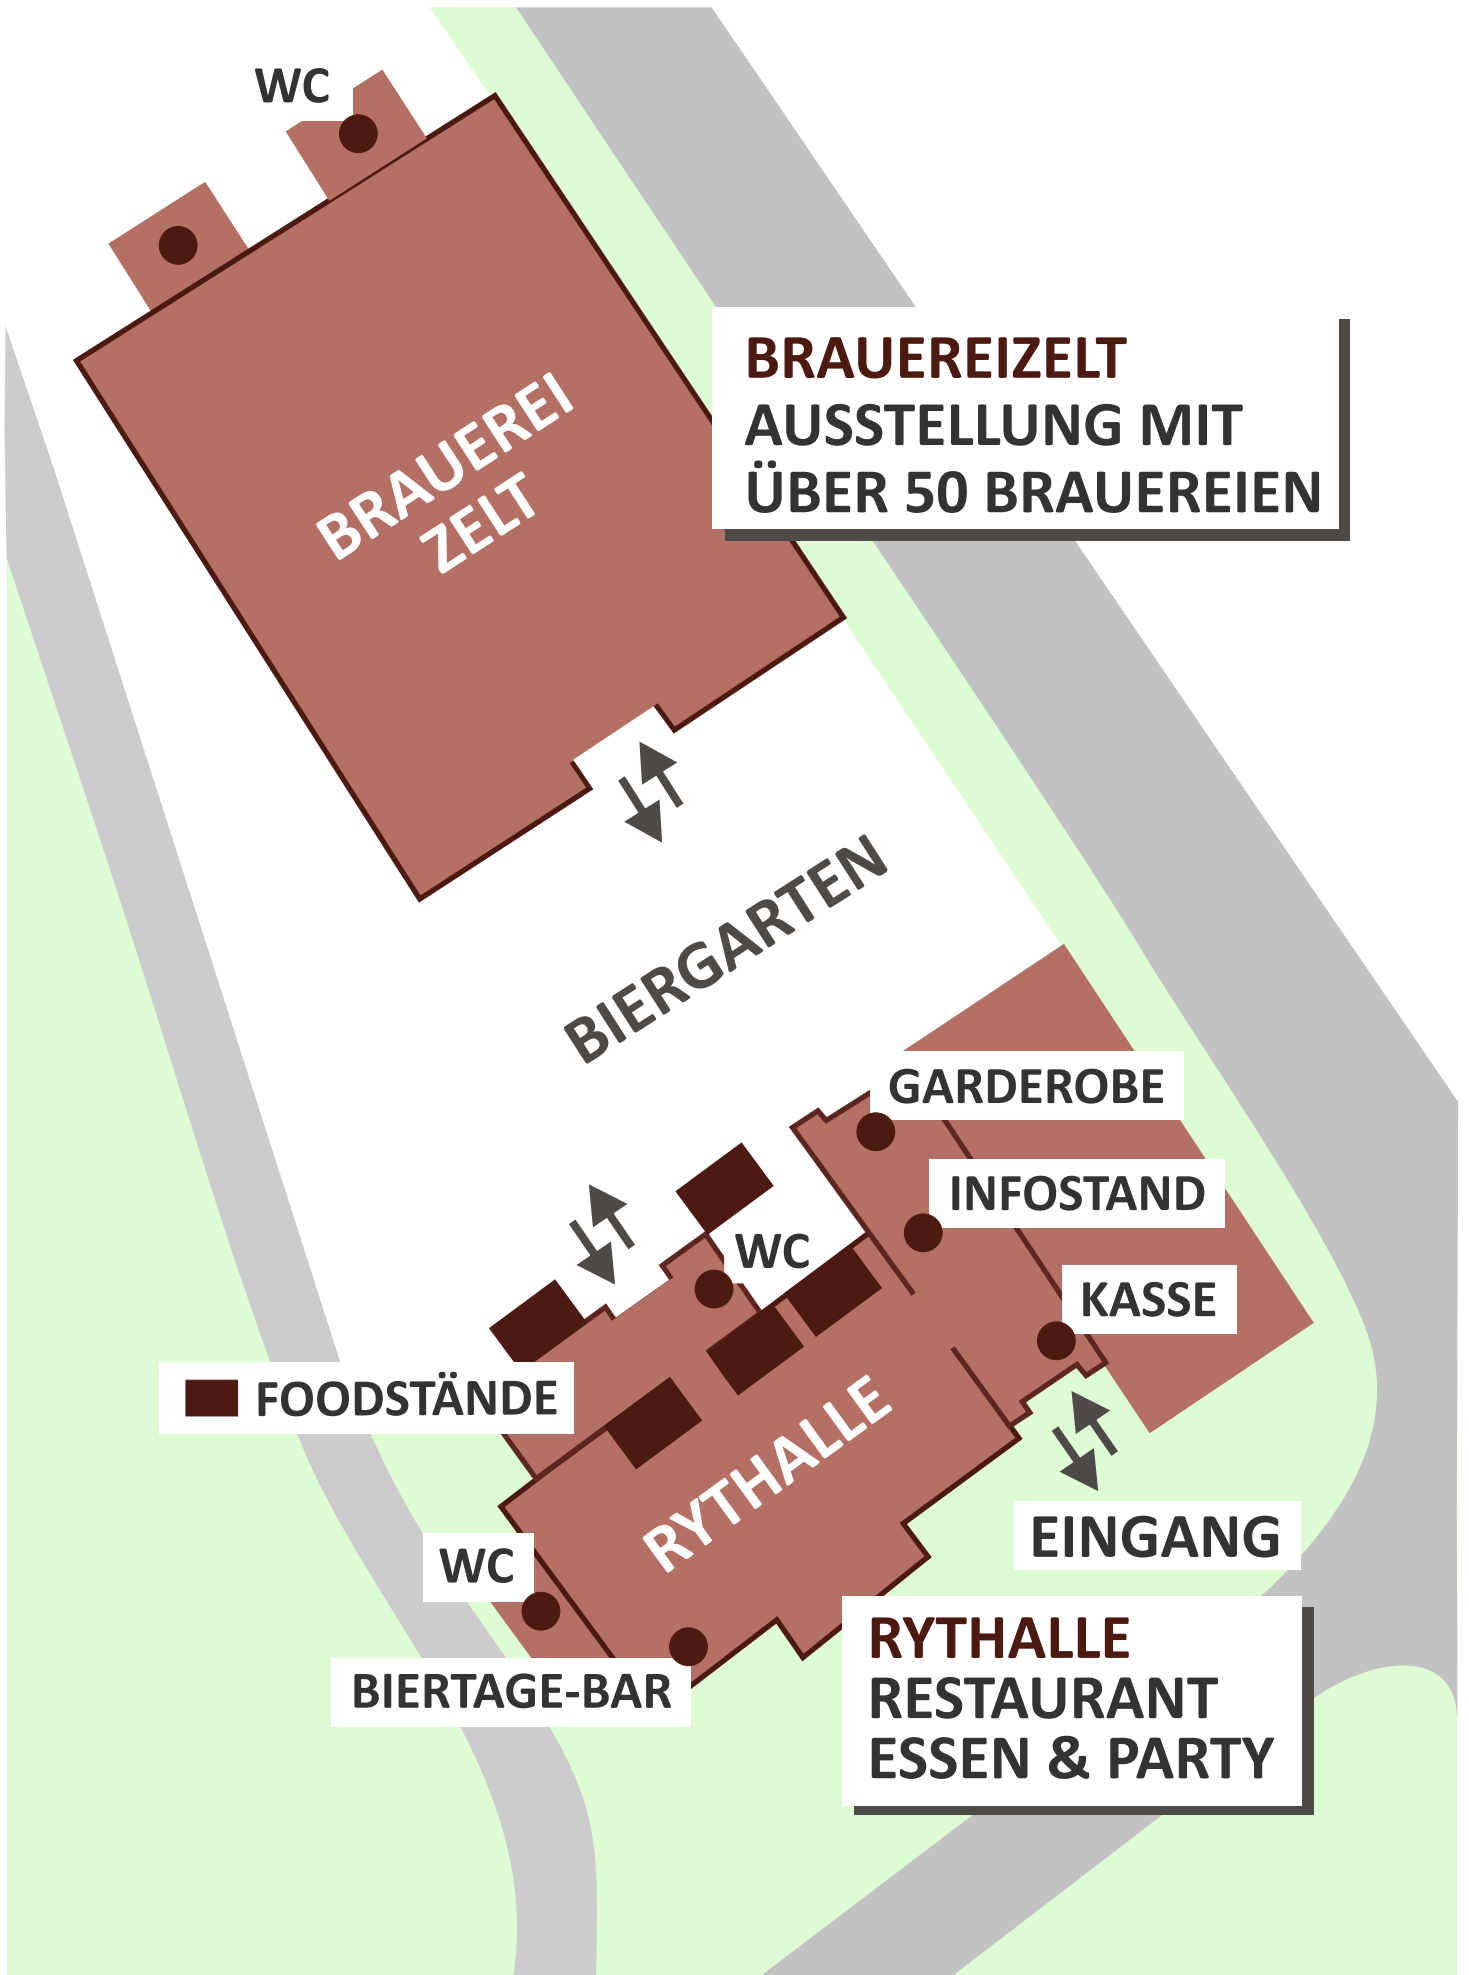 WC
BRAUEREIZELT
AUSSTELLUNG MIT
ÜBER 50 BRAUEREIEN
BRAUEREI
ZELT
BIERGARTEN
GARDEROBE
INFOSTAND
WC
KASSE
FOODSTÄNDE
RYTHALLE
EINGANG
WC
BIERTAGE-BAR
RYTHALLE
RESTAURANT
ESSEN & PARTY